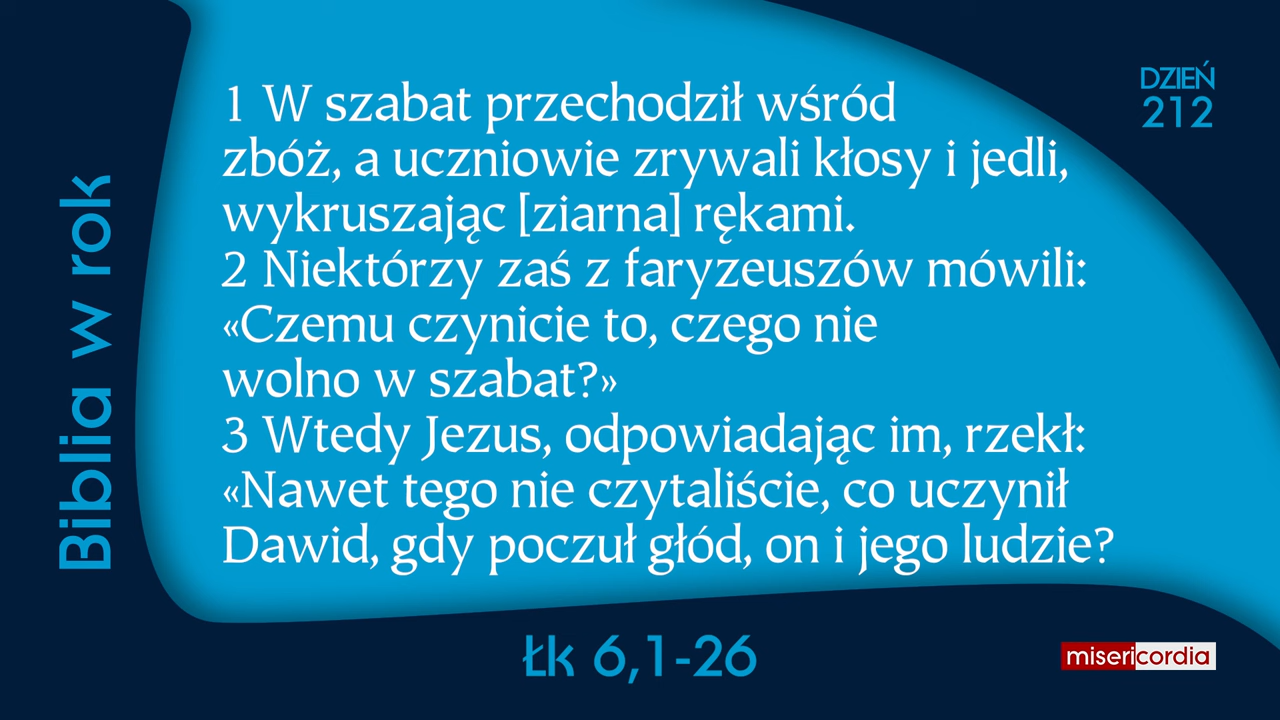 DZIEŃ
212
1 W szabat przechodził wśród
zbóż, a uczniowie zrywali kłosy i jedli,
wykruszając [ziarna] rękami.
2 Niektórzy zaś z faryzeuszów mówili:
«Czemu czynicie to, czego nie
wolno w szabat?»
3 Wtedy Jezus, odpowiadając im, rzekł:
«Nawet tego nie czytaliście, co uczynił
Dawid, gdy poczuł głód, on i jego ludzie?
Biblia w rok
Łk 6,1-26
misericordia